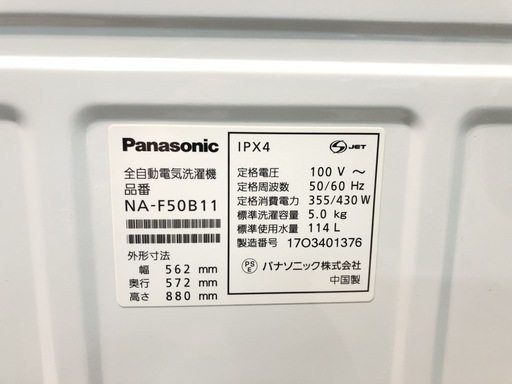 Panasonic
全自動電気洗濯機
品番
NA-F50B11
外形寸法
幅 562 mm
奥行 572 mm
高さ 880 mm
IPX4
S JET
定格電圧 100 V ～
定格周波数 50/60 Hz
定格消費電力 355/430 W
標準洗濯容量 5.0 kg
標準使用水量 114 L
製造番号 17O3401376
PS E パナソニック株式会社
中国製